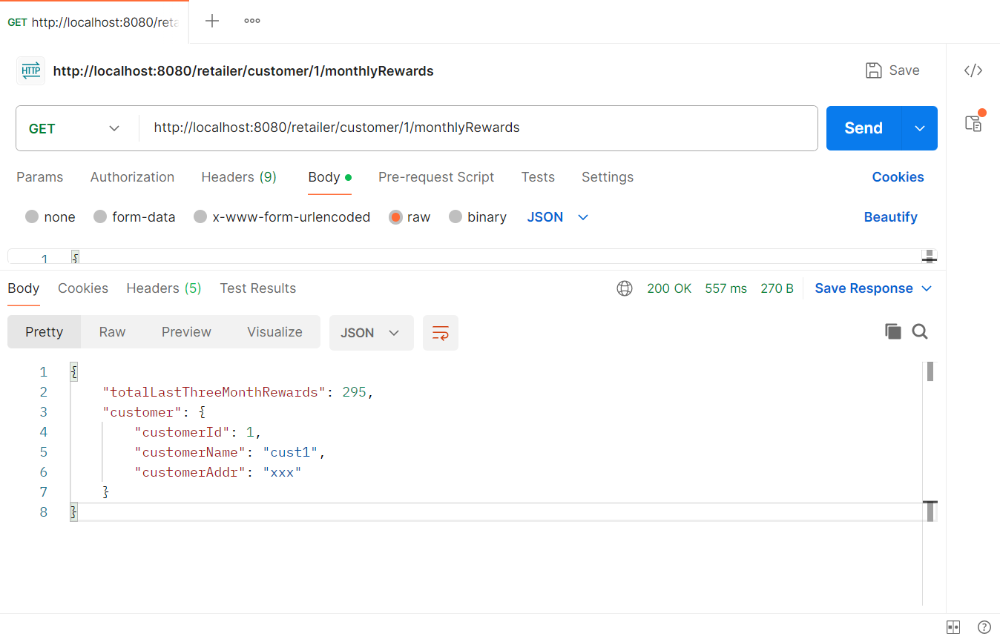 GET http://localhost:8080/reta
http://localhost:8080/retailer/customer/1/monthlyRewards
Save
GET
http://localhost:8080/retailer/customer/1/monthlyRewards
Send
Params Authorization Headers (9) Body Pre-request Script Tests Settings Cookies
none form-data x-www-form-urlencoded raw binary JSON Beautify
1 {
Body Cookies Headers (5) Test Results 200 OK 557 ms 270 B Save Response
Pretty Raw Preview Visualize JSON
1 {
2 "totalLastThreeMonthRewards": 295,
3 "customer": {
4 "customerId": 1,
5 "customerName": "cust1",
6 "customerAddr": "xxx"
7 }
8 }